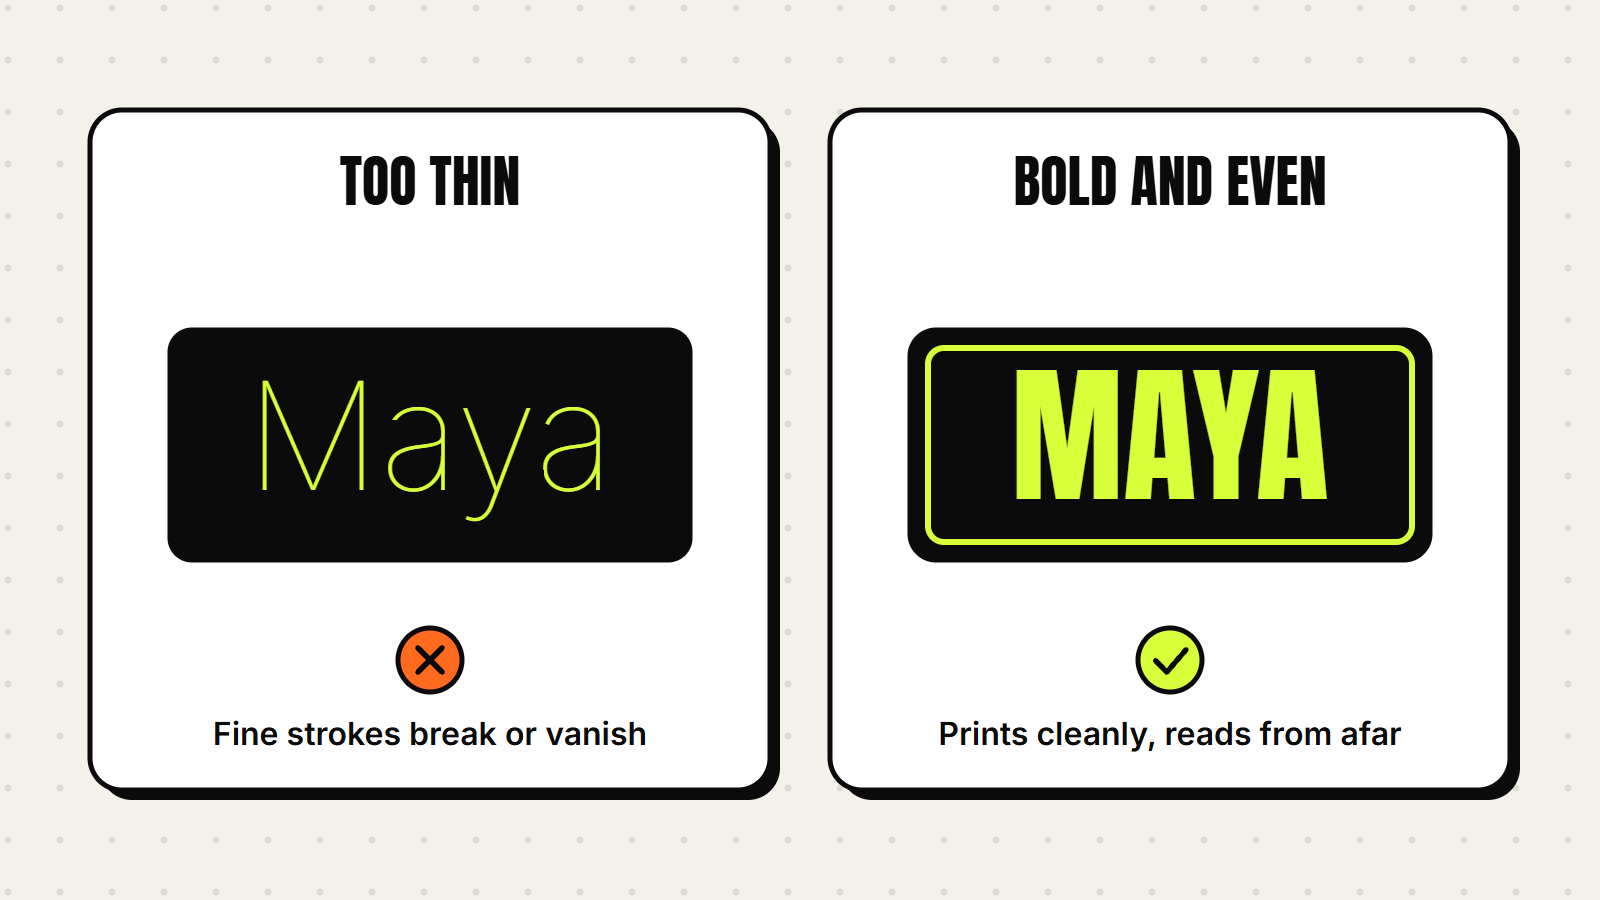 TOO THIN
Maya
Fine strokes break or vanish
BOLD AND EVEN
MAYA
Prints cleanly, reads from afar